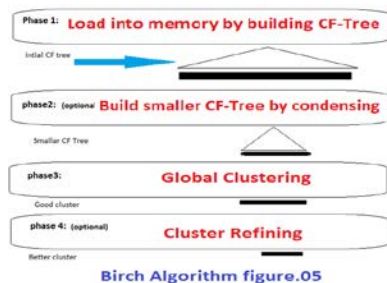 Phase 1: Load into memory by building CF-Tree
Intial CF tree
phase2: (optional Build smaller CF-Tree by condensing
Smaller CF Tree
phase3: Global Clustering
Good cluster
phase 4: (optional) Cluster Refining
Better cluster
Birch Algorithm figure.05